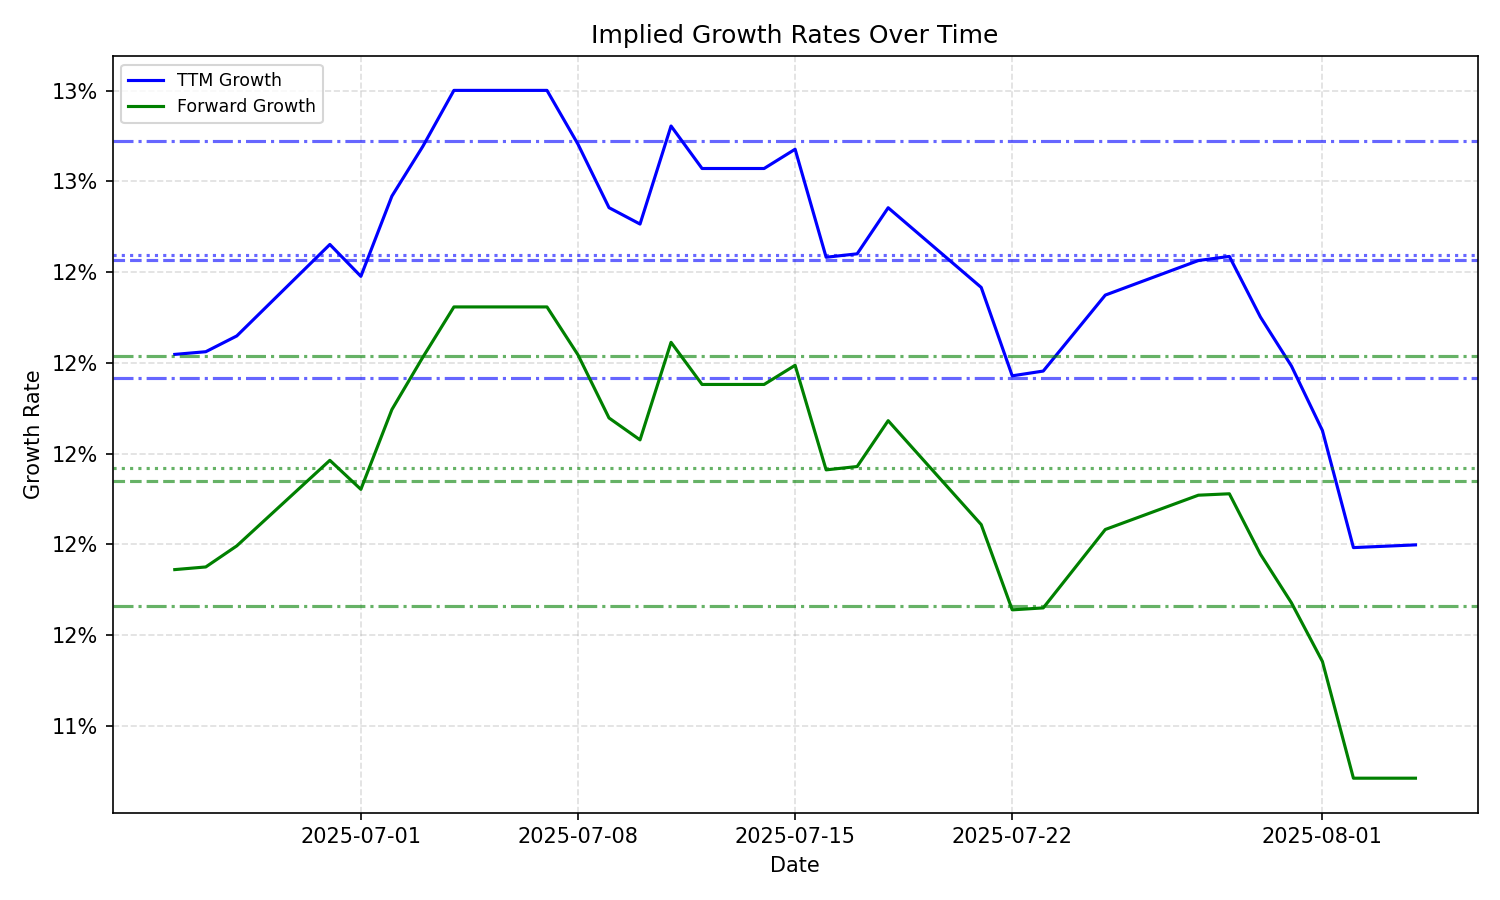 Implied Growth Rates Over Time
TTM Growth
Forward Growth
Growth Rate
13%
13%
12%
12%
12%
12%
12%
11%
2025-07-01
2025-07-08
2025-07-15
2025-07-22
2025-08-01
Date